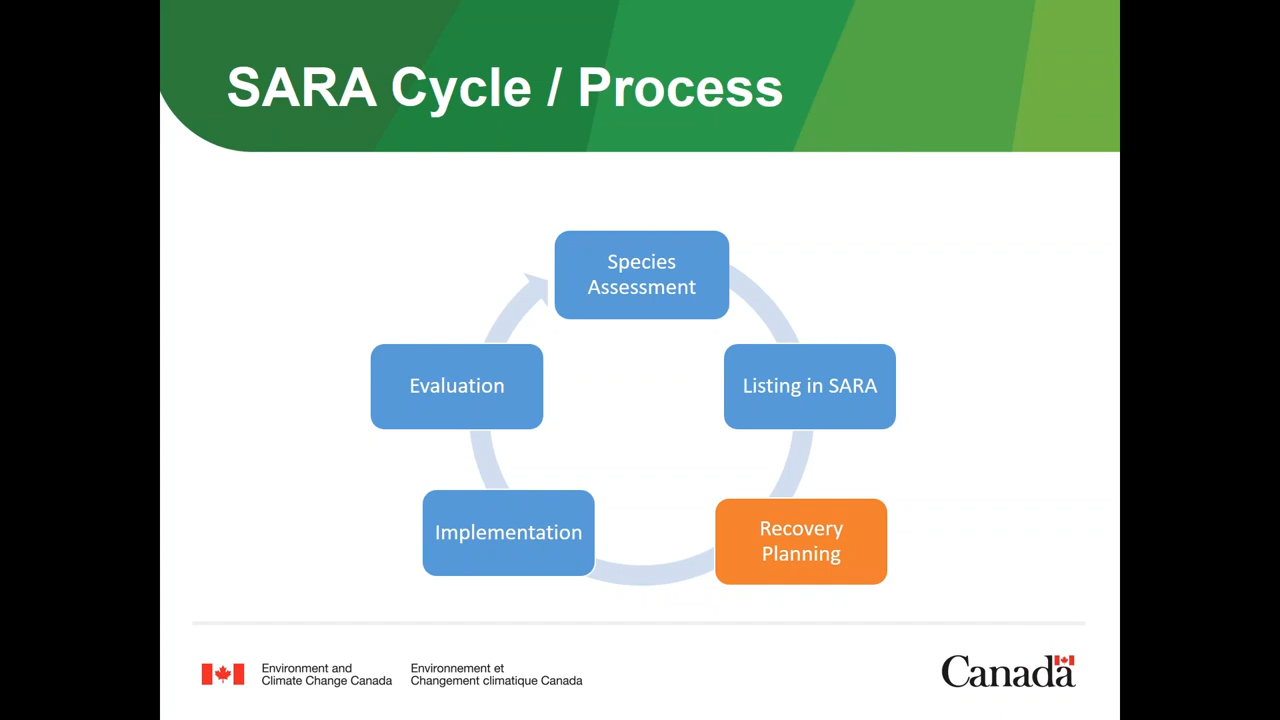 SARA Cycle / Process
Species
Assessment
Evaluation
Listing in SARA
Implementation
Recovery
Planning
Environment and
Climate Change Canada
Environnement et
Changement climatique Canada
Canada